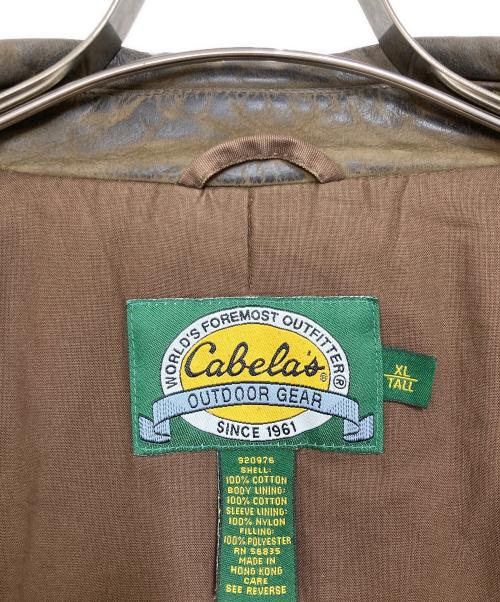 WORLD'S FOREMOST OUTFITTER®
Cabela's®
OUTDOOR GEAR
SINCE 1961
XL
TALL
920976
SHELL:
100% COTTON
BODY LINING:
100% COTTON
SLEEVE LINING:
100% NYLON
FILLING:
100% POLYESTER
RN 56835
MADE IN
HONG KONG
CARE
SEE REVERSE